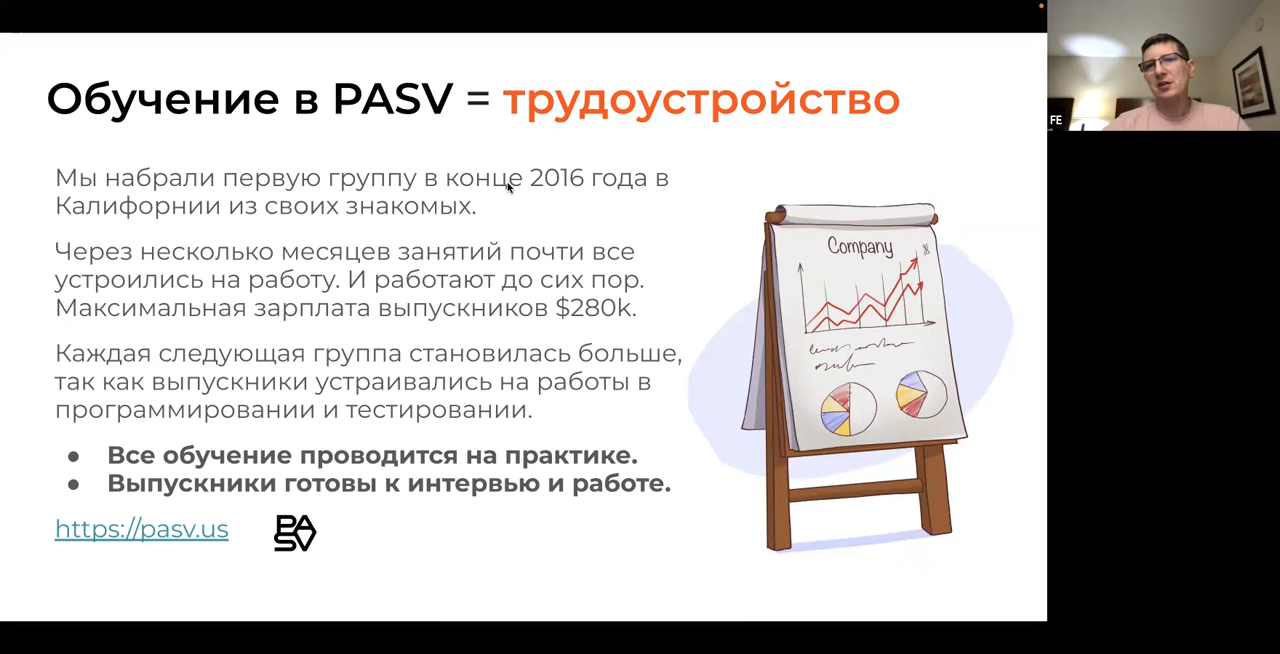 Обучение в PASV = трудоустройство
FE
Мы набрали первую группу в конце 2016 года в
Калифорнии из своих знакомых.
Через несколько месяцев занятий почти все
устроились на работу. И работают до сих пор.
Максимальная зарплата выпускников $280k.
Каждая следующая группа становилась больше,
так как выпускники устраивались на работы в
программировании и тестировании.
● Все обучение проводится на практике.
● Выпускники готовы к интервью и работе.
https://pasv.us
PASV
Company